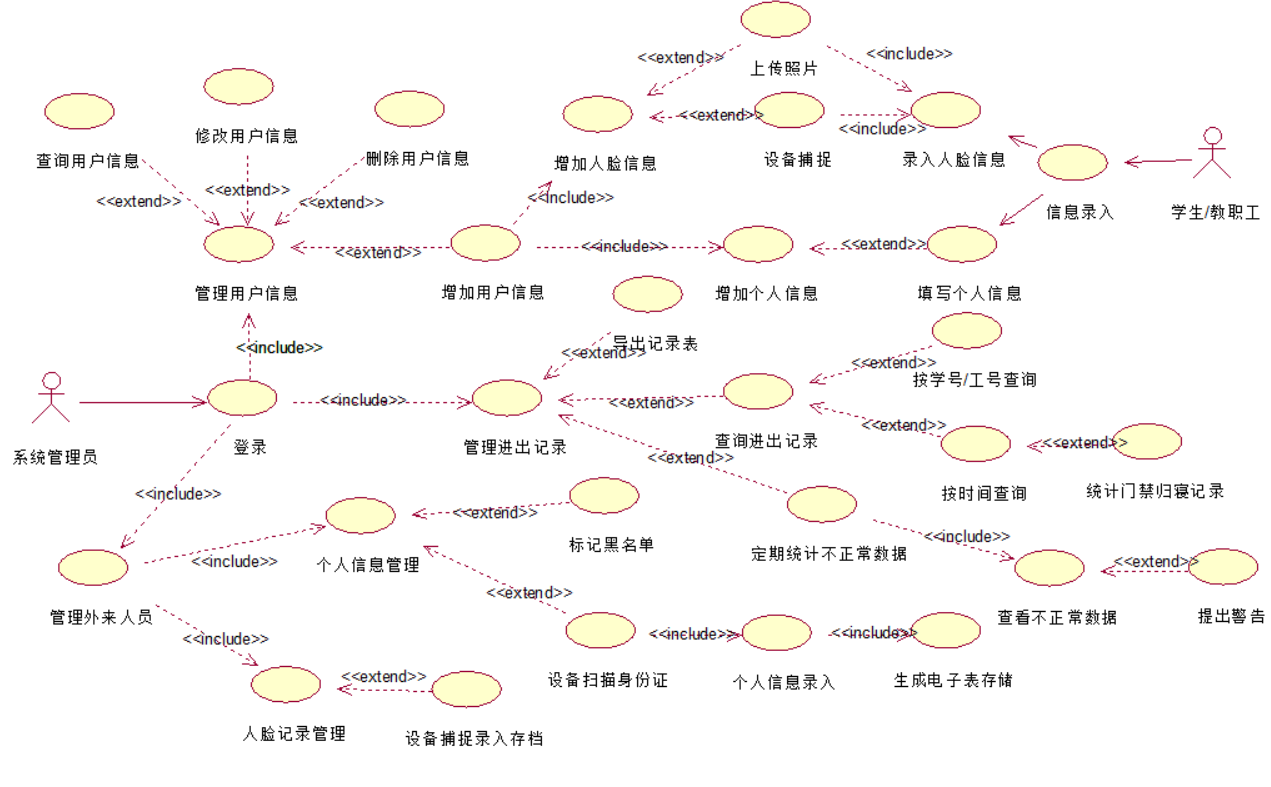 上传照片
<<extend>>
<<include>>
查询用户信息
修改用户信息
删除用户信息
增加人脸信息
<<extend>>
设备捕捉
<<include>>
录入人脸信息
信息录入
学生/教职工
<<extend>>
<<extend>>
<<extend>>
<<include>>
管理用户信息
<<extend>>
增加用户信息
<<include>>
增加个人信息
<<extend>>
填写个人信息
<<include>>
导出记录表
<<extend>>
<<extend>>
按学号/工号查询
系统管理员
登录
<<include>>
管理进出记录
<<extend>>
查询进出记录
<<extend>>
按时间查询
<<extend>>
统计门禁归寝记录
<<extend>>
<<include>>
个人信息管理
<<extend>>
标记黑名单
定期统计不正常数据
<<include>>
管理外来人员
<<include>>
<<extend>>
查看不正常数据
<<extend>>
提出警告
<<include>>
设备扫描身份证
<<include>>
个人信息录入
<<include>>
生成电子表存储
人脸记录管理
<<extend>>
设备捕捉录入存档